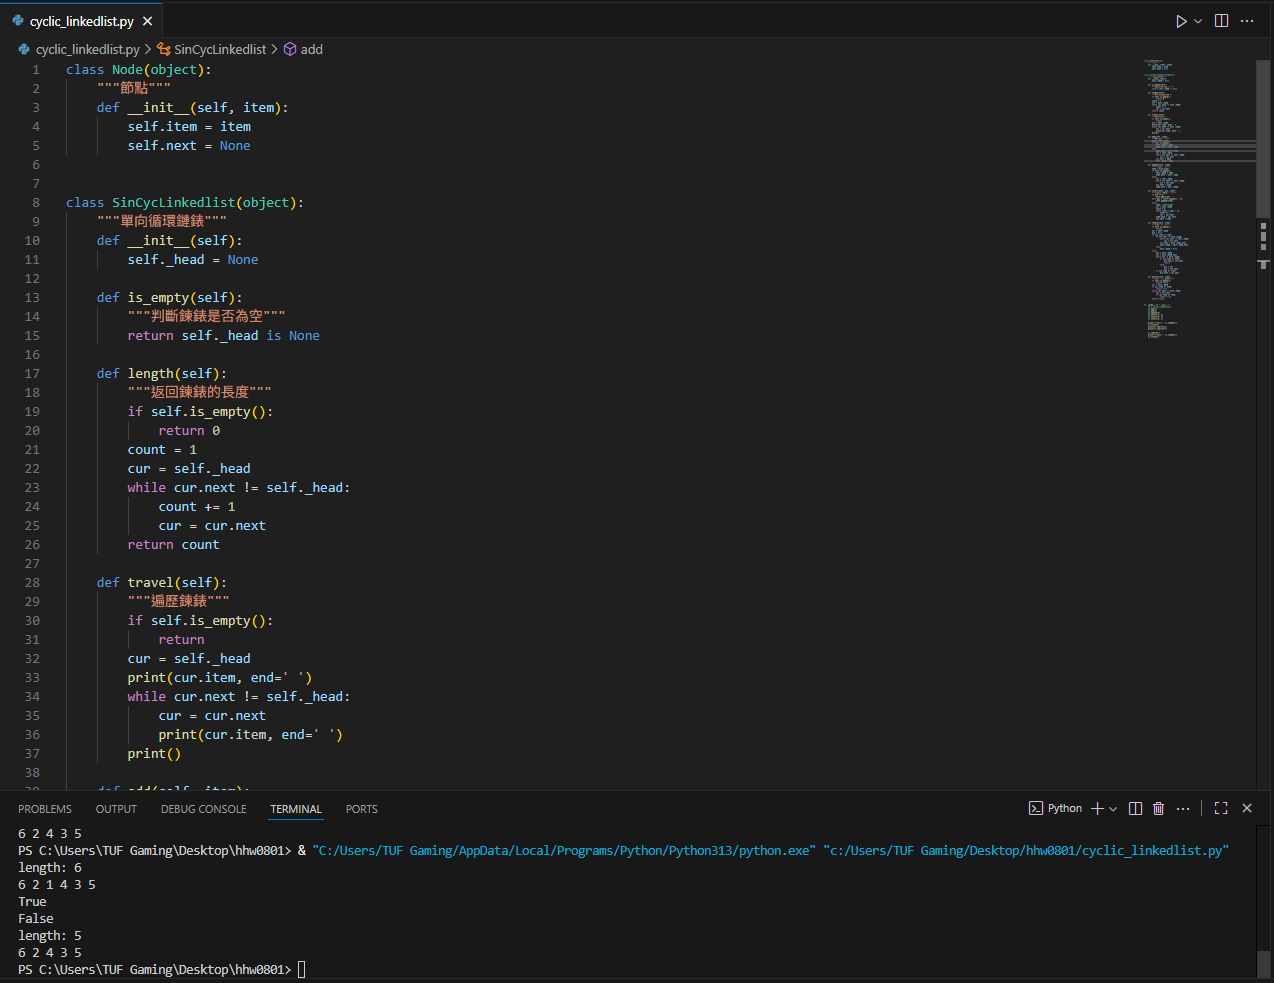 cyclic_linkedlist.py
cyclic_linkedlist.py > SinCycLinkedlist > add
1 class Node(object):
2 """節點"""
3 def __init__(self, item):
4 self.item = item
5 self.next = None
6
7
8 class SinCycLinkedlist(object):
9 """單向循環鏈錶"""
10 def __init__(self):
11 self._head = None
12
13 def is_empty(self):
14 """判斷鍊錶是否為空"""
15 return self._head is None
16
17 def length(self):
18 """返回鍊錶的長度"""
19 if self.is_empty():
20 return 0
21 count = 1
22 cur = self._head
23 while cur.next != self._head:
24 count += 1
25 cur = cur.next
26 return count
27
28 def travel(self):
29 """遍歷鍊錶"""
30 if self.is_empty():
31 return
32 cur = self._head
33 print(cur.item, end=' ')
34 while cur.next != self._head:
35 cur = cur.next
36 print(cur.item, end=' ')
37 print()
38
39 def add(self, item):
PROBLEMS OUTPUT DEBUG CONSOLE TERMINAL PORTS Python
6 2 4 3 5
PS C:\Users\TUF Gaming\Desktop\hhw0801> & "C:/Users/TUF Gaming/AppData/Local/Programs/Python/Python313/python.exe" "c:/Users/TUF Gaming/Desktop/hhw0801/cyclic_linkedlist.py"
length: 6
6 2 1 4 3 5
True
False
length: 5
6 2 4 3 5
PS C:\Users\TUF Gaming\Desktop\hhw0801>